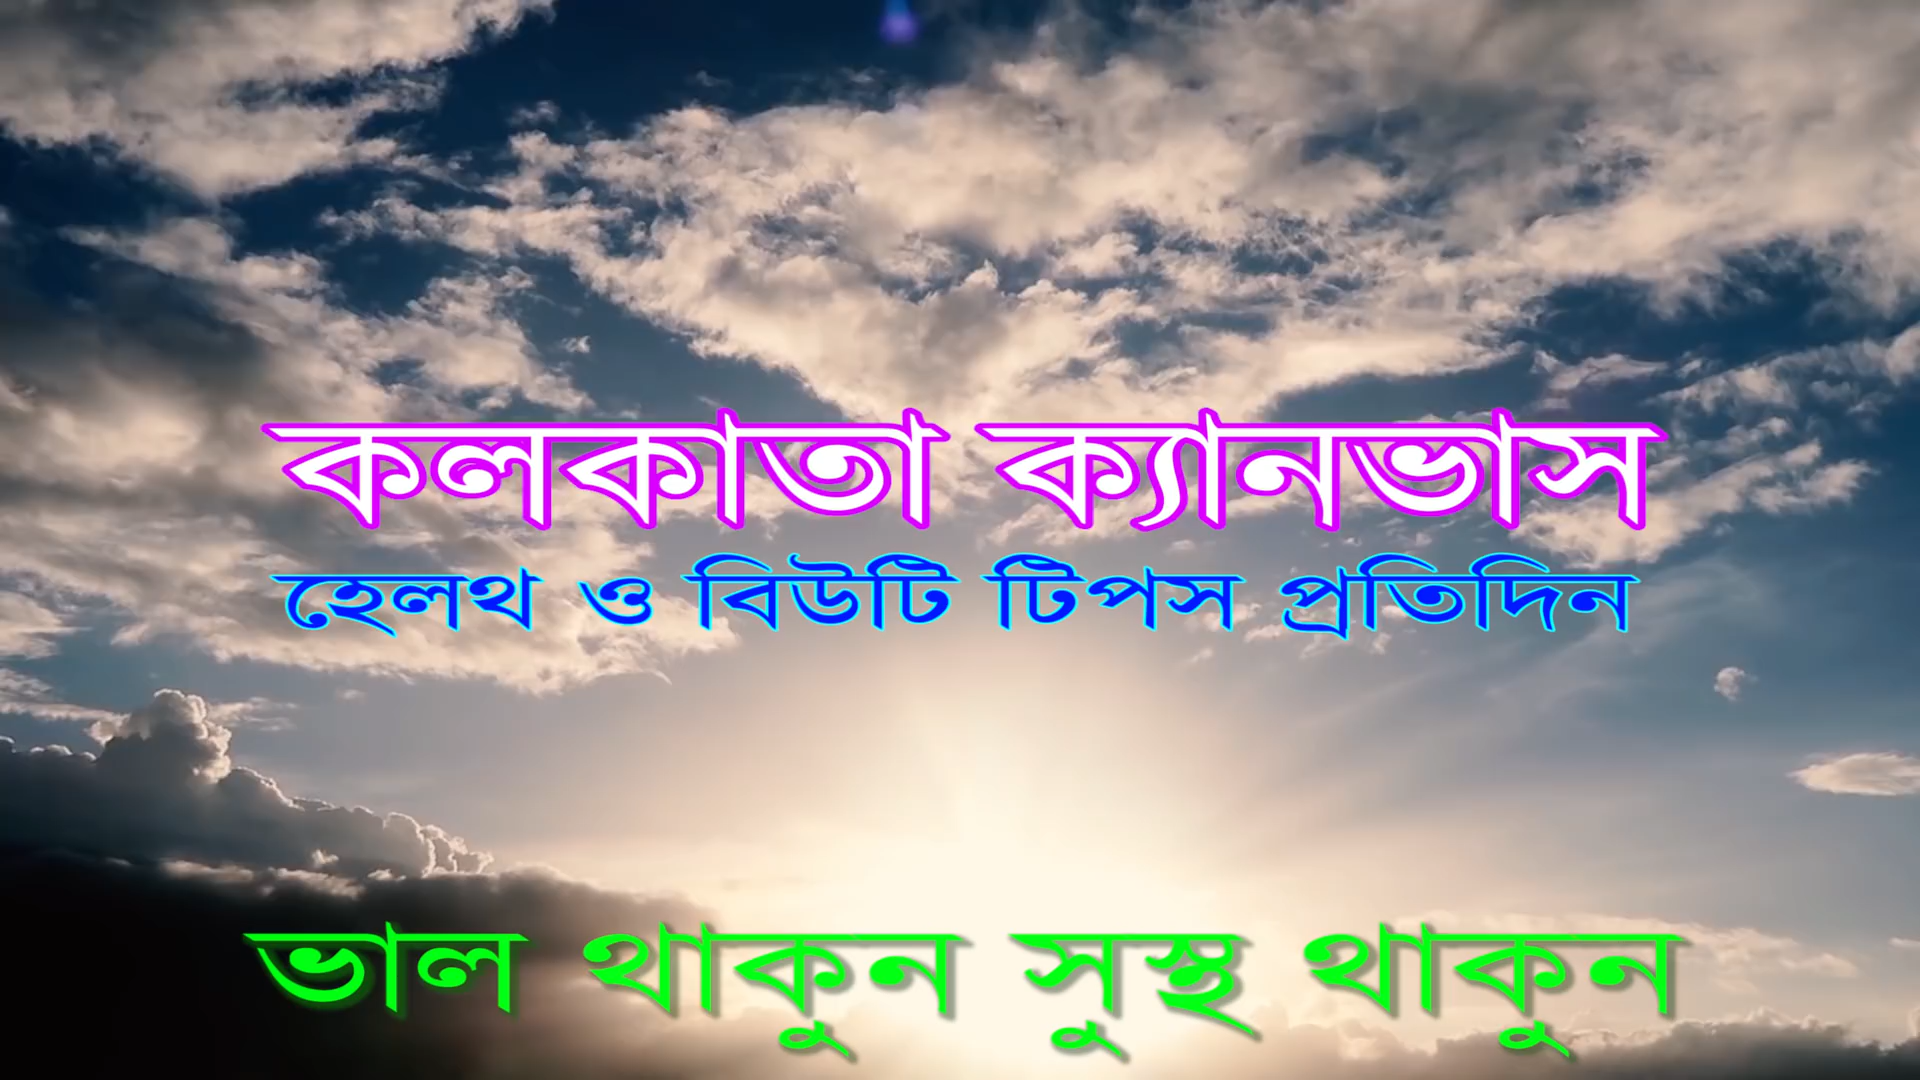 কলকাতা ক্যানভাস
হেলথ ও বিউটি টিপস প্রতিদিন
ভাল থাকুন সুস্থ থাকুন